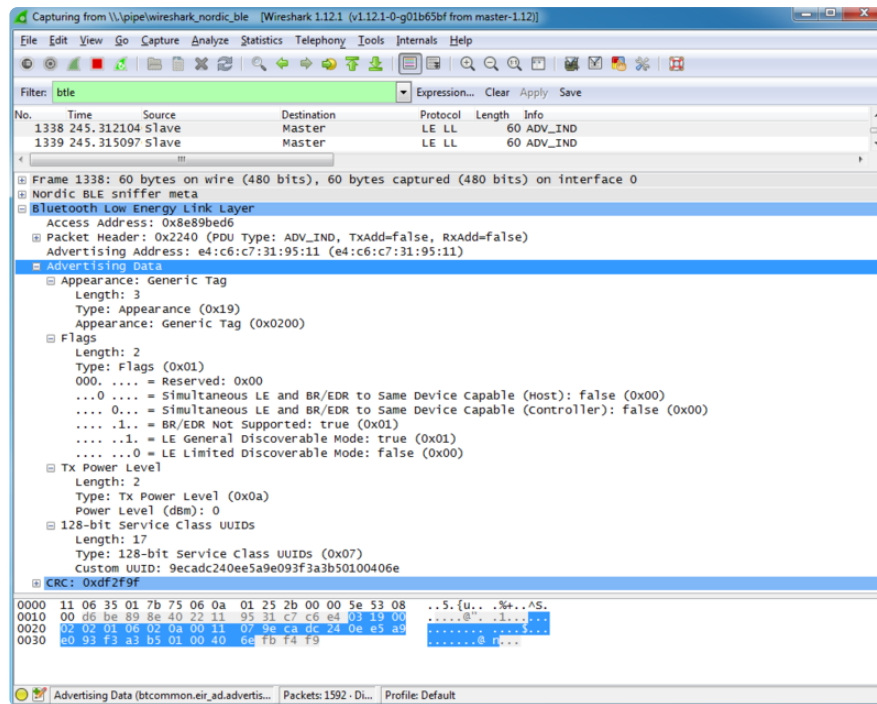 Capturing from \\.\pipe\wireshark_nordic_ble [Wireshark 1.12.1 (v1.12.1-0-g01b65bf from master-1.12)]
File Edit View Go Capture Analyze Statistics Telephony Tools Internals Help
Filter: btle Expression... Clear Apply Save
No. Time Source Destination Protocol Length Info
1338 245.312104 Slave Master LE LL 60 ADV_IND
1339 245.315097 Slave Master LE LL 60 ADV_IND
Frame 1338: 60 bytes on wire (480 bits), 60 bytes captured (480 bits) on interface 0
Nordic BLE sniffer meta
Bluetooth Low Energy Link Layer
Access Address: 0x8e89bed6
Packet Header: 0x2240 (PDU Type: ADV_IND, TxAdd=false, RxAdd=false)
Advertising Address: e4:c6:c7:31:95:11 (e4:c6:c7:31:95:11)
Advertising Data
Appearance: Generic Tag
Length: 3
Type: Appearance (0x19)
Appearance: Generic Tag (0x0200)
Flags
Length: 2
Type: Flags (0x01)
000. .... = Reserved: 0x00
...0 .... = Simultaneous LE and BR/EDR to Same Device Capable (Host): false (0x00)
.... 0... = Simultaneous LE and BR/EDR to Same Device Capable (Controller): false (0x00)
.... .1.. = BR/EDR Not Supported: true (0x01)
.... ..1. = LE General Discoverable Mode: true (0x01)
.... ...0 = LE Limited Discoverable Mode: false (0x00)
Tx Power Level
Length: 2
Type: Tx Power Level (0x0a)
Power Level (dBm): 0
128-bit Service Class UUIDs
Length: 17
Type: 128-bit Service Class UUIDs (0x07)
Custom UUID: 9ecadc240ee5a9e093f3a3b50100406e
CRC: 0xdf2f9f
0000 11 06 35 01 7b 75 06 0a 01 25 2b 00 00 5e 53 08 ..5.{u.. .%+..^S.
0010 00 d6 be 89 8e 40 22 11 95 31 c7 c6 e4 03 19 00 .....@". .1......
0020 02 02 01 06 02 0a 00 11 07 9e ca dc 24 0e e5 a9 ........ ....$...
0030 e0 93 f3 a3 b5 01 00 40 6e fb f4 f9 .......@ n...
Advertising Data (btcommon.eir_ad.advertis... Packets: 1592 · Di... Profile: Default